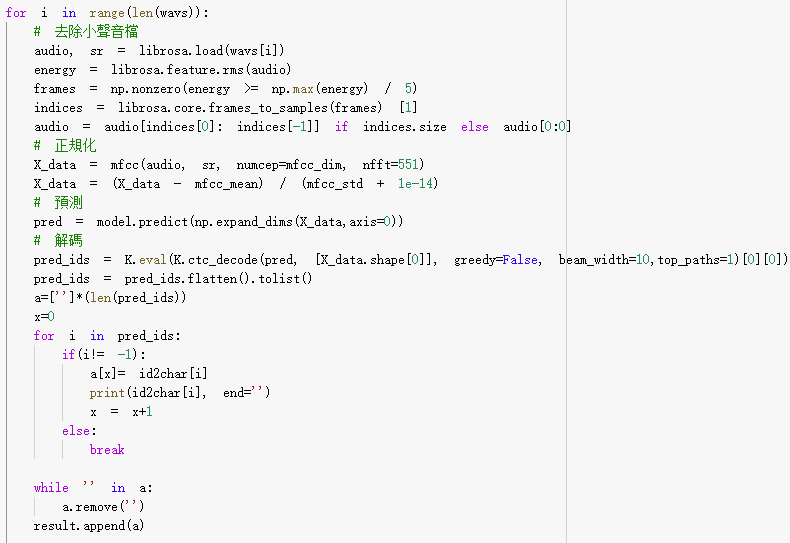 for i in range(len(wavs)):
# 去除小聲音檔
audio, sr = librosa.load(wavs[i])
energy = librosa.feature.rms(audio)
frames = np.nonzero(energy >= np.max(energy) / 5)
indices = librosa.core.frames_to_samples(frames) [1]
audio = audio[indices[0]: indices[-1]] if indices.size else audio[0:0]
# 正規化
X_data = mfcc(audio, sr, numcep=mfcc_dim, nfft=551)
X_data = (X_data - mfcc_mean) / (mfcc_std + 1e-14)
# 預測
pred = model.predict(np.expand_dims(X_data,axis=0))
# 解碼
pred_ids = K.eval(K.ctc_decode(pred, [X_data.shape[0]], greedy=False, beam_width=10,top_paths=1)[0][0])
pred_ids = pred_ids.flatten().tolist()
a=['']*(len(pred_ids))
x=0
for i in pred_ids:
if(i!= -1):
a[x]= id2char[i]
print(id2char[i], end='')
x = x+1
else:
break
while '' in a:
a.remove('')
result.append(a)